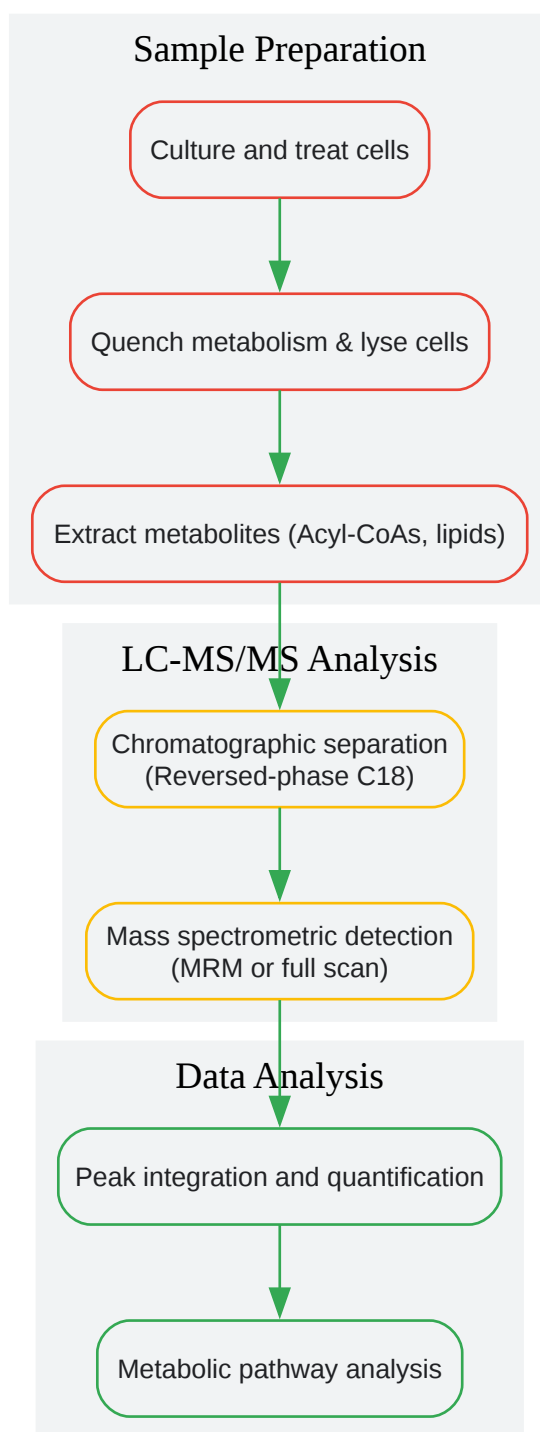 Sample Preparation
Culture and treat cells
Quench metabolism & lyse cells
Extract metabolites (Acyl-CoAs, lipids)
LC-MS/MS Analysis
Chromatographic separation
(Reversed-phase C18)
Mass spectrometric detection
(MRM or full scan)
Data Analysis
Peak integration and quantification
Metabolic pathway analysis